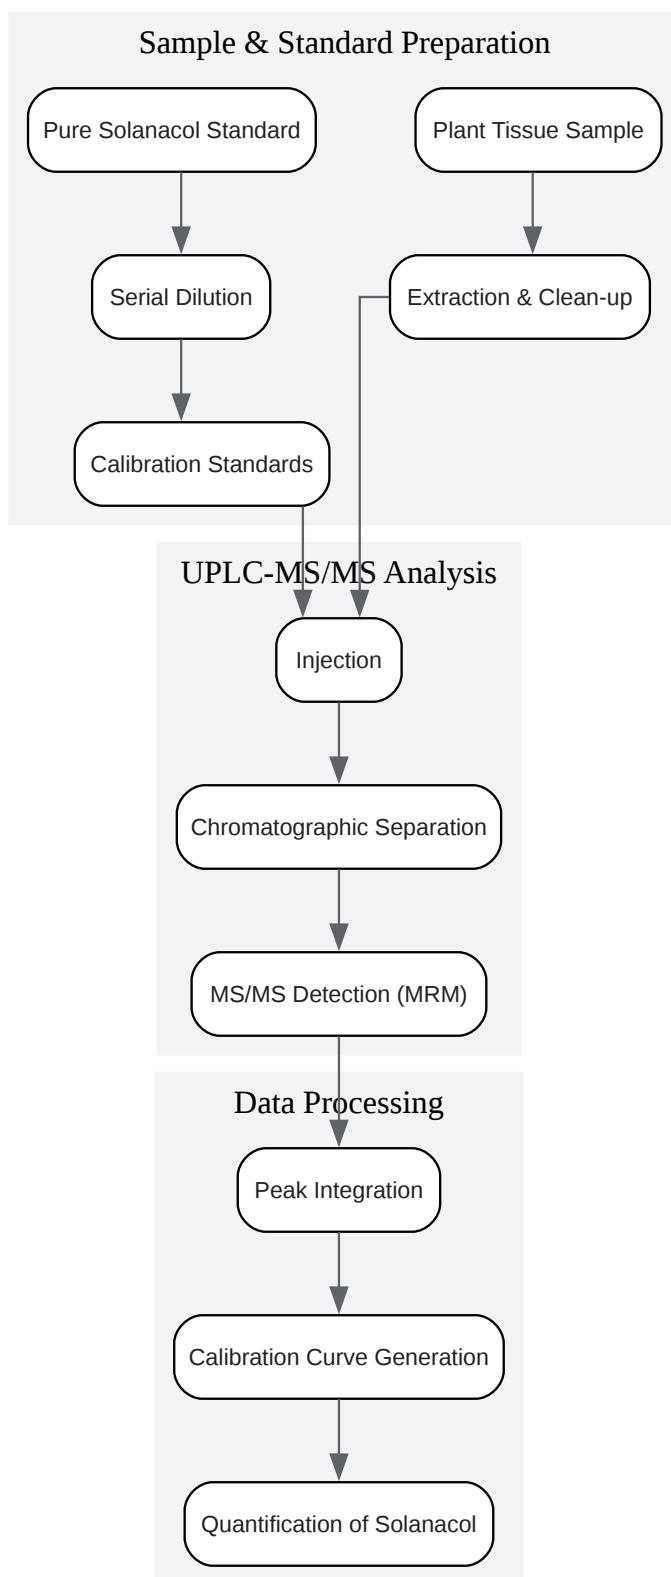 Sample & Standard Preparation
Pure Solanacol Standard
Plant Tissue Sample
Serial Dilution
Extraction & Clean-up
Calibration Standards
UPLC-MS/MS Analysis
Injection
Chromatographic Separation
MS/MS Detection (MRM)
Data Processing
Peak Integration
Calibration Curve Generation
Quantification of Solanacol